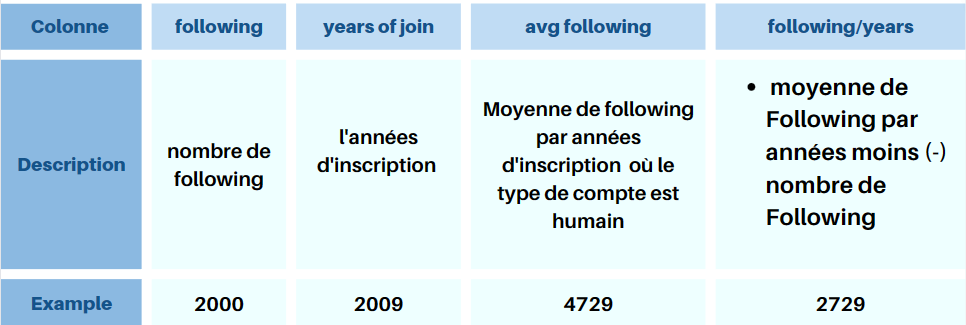 Colonne following years of join avg following following/years
Description
nombre de
following
l'années
d'inscription
Moyenne de following
par années
d'inscription où le
type de compte est
humain
• moyenne de
Following par
années moins (-)
nombre de
Following
Example 2000 2009 4729 2729